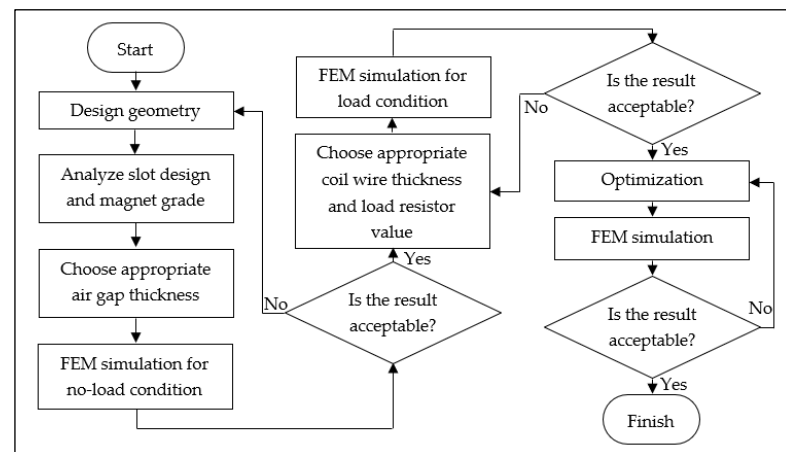 Start
Design geometry
Analyze slot design
and magnet grade
Choose appropriate
air gap thickness
FEM simulation for
no-load condition
Is the result
acceptable?
No
Yes
Choose appropriate
coil wire thickness
and load resistor
value
FEM simulation for
load condition
Is the result
acceptable?
No
Yes
Optimization
FEM simulation
Is the result
acceptable?
No
Yes
Finish